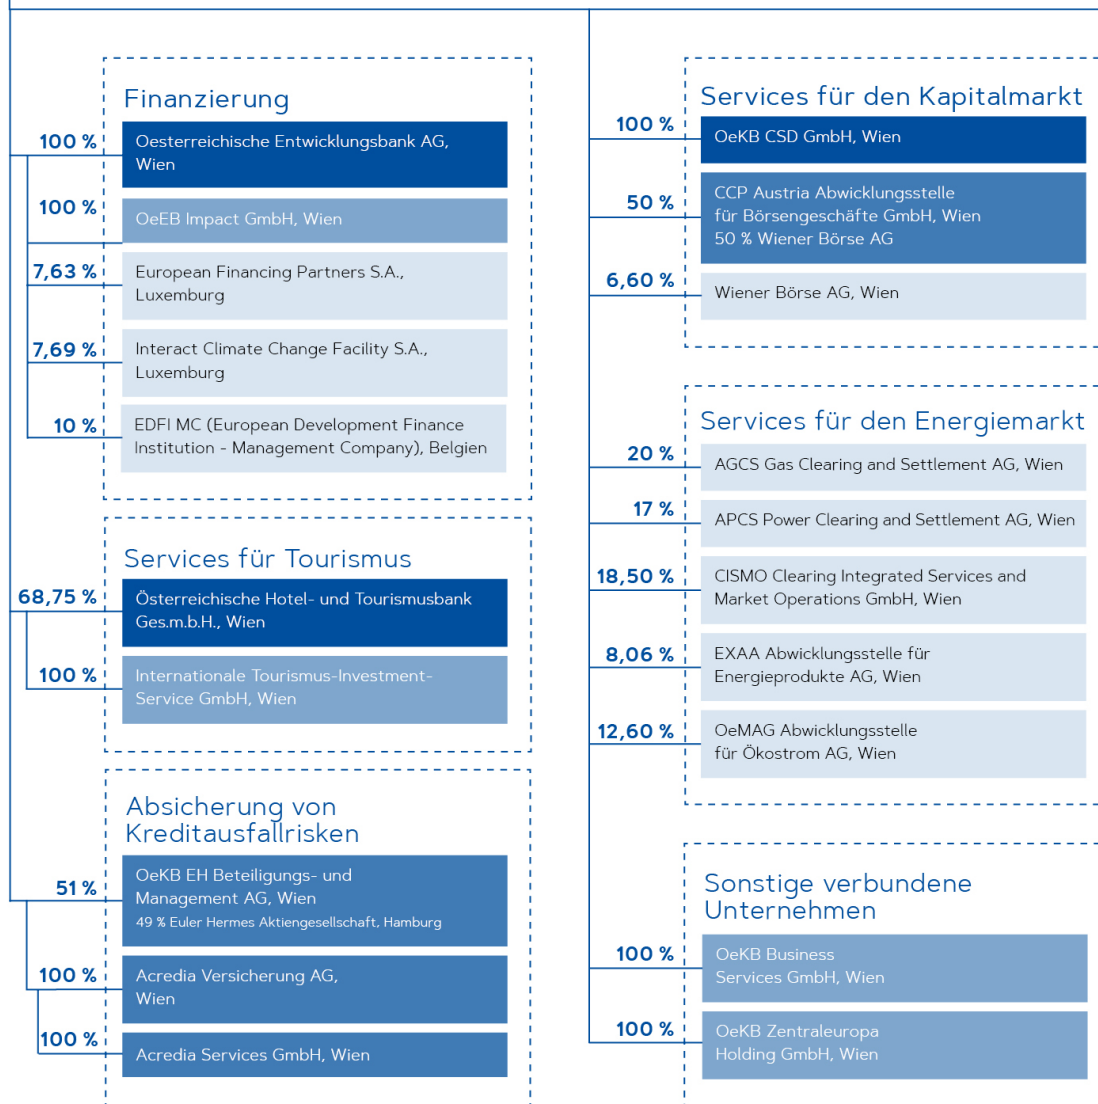 Finanzierung
100 %
Oesterreichische Entwicklungsbank AG,
Wien
100 %
OeEB Impact GmbH, Wien
7,63 %
European Financing Partners S.A.,
Luxemburg
7,69 %
Interact Climate Change Facility S.A.,
Luxemburg
10 %
EDFI MC (European Development Finance
Institution - Management Company), Belgien
Services für Tourismus
68,75 %
Österreichische Hotel- und Tourismusbank
Ges.m.b.H., Wien
100 %
Internationale Tourismus-Investment-
Service GmbH, Wien
Absicherung von
Kreditausfallrisken
51 %
OeKB EH Beteiligungs- und
Management AG, Wien
49 % Euler Hermes Aktiengesellschaft, Hamburg
100 %
Acredia Versicherung AG,
Wien
100 %
Acredia Services GmbH, Wien
Services für den Kapitalmarkt
100 %
OeKB CSD GmbH, Wien
50 %
CCP Austria Abwicklungsstelle
für Börsengeschäfte GmbH, Wien
50 % Wiener Börse AG
6,60 %
Wiener Börse AG, Wien
Services für den Energiemarkt
20 %
AGCS Gas Clearing and Settlement AG, Wien
17 %
APCS Power Clearing and Settlement AG, Wien
18,50 %
CISMO Clearing Integrated Services and
Market Operations GmbH, Wien
8,06 %
EXAA Abwicklungsstelle für
Energieprodukte AG, Wien
12,60 %
OeMAG Abwicklungsstelle
für Ökostrom AG, Wien
Sonstige verbundene
Unternehmen
100 %
OeKB Business
Services GmbH, Wien
100 %
OeKB Zentraleuropa
Holding GmbH, Wien